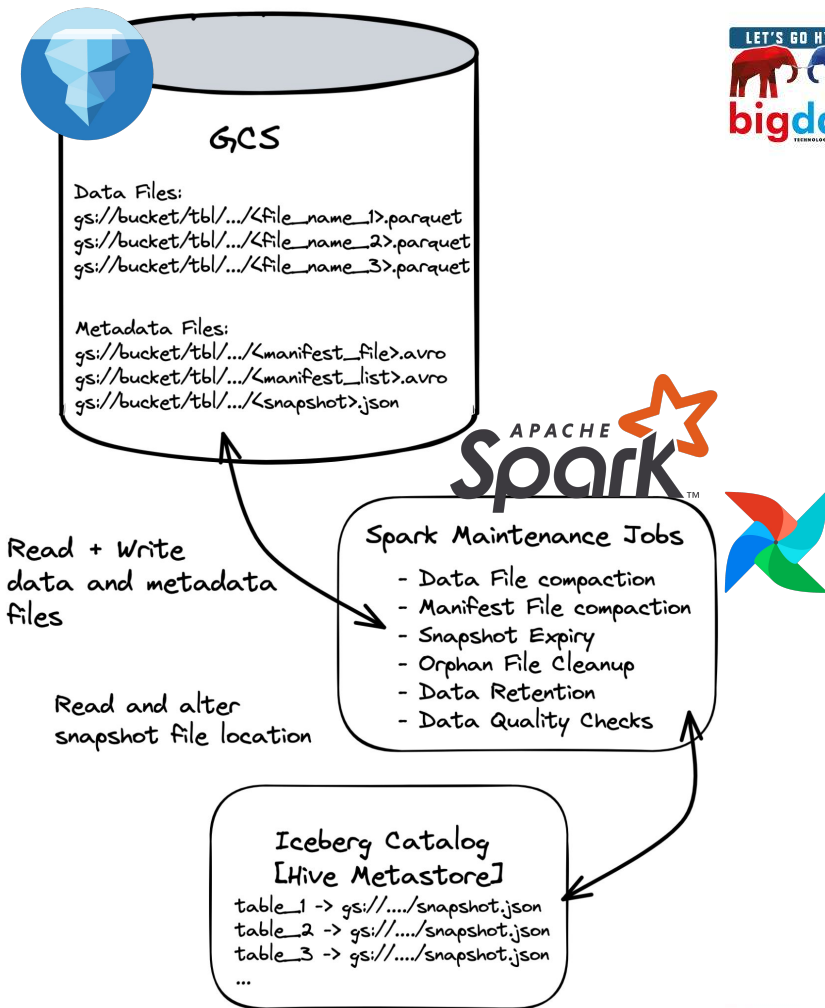 LET'S GO
GCS
Data Files:
gs://bucket/tbl/.../<file_name_1>.parquet
gs://bucket/tbl/.../<file_name_2>.parquet
gs://bucket/tbl/.../<file_name_3>.parquet
Metadata Files:
gs://bucket/tbl/.../<manifest_file>.avro
gs://bucket/tbl/.../<manifest_list>.avro
gs://bucket/tbl/.../<snapshot>.json
APACHE
Spark
TM
Spark Maintenance Jobs
- Data File compaction
- Manifest File compaction
- Snapshot Expiry
- Orphan File Cleanup
- Data Retention
- Data Quality Checks
Read + Write
data and metadata
files
Read and alter
snapshot file location
Iceberg Catalog
[Hive Metastore]
table_1 -> gs://..../snapshot.json
table_2 -> gs://..../snapshot.json
table_3 -> gs://..../snapshot.json
...